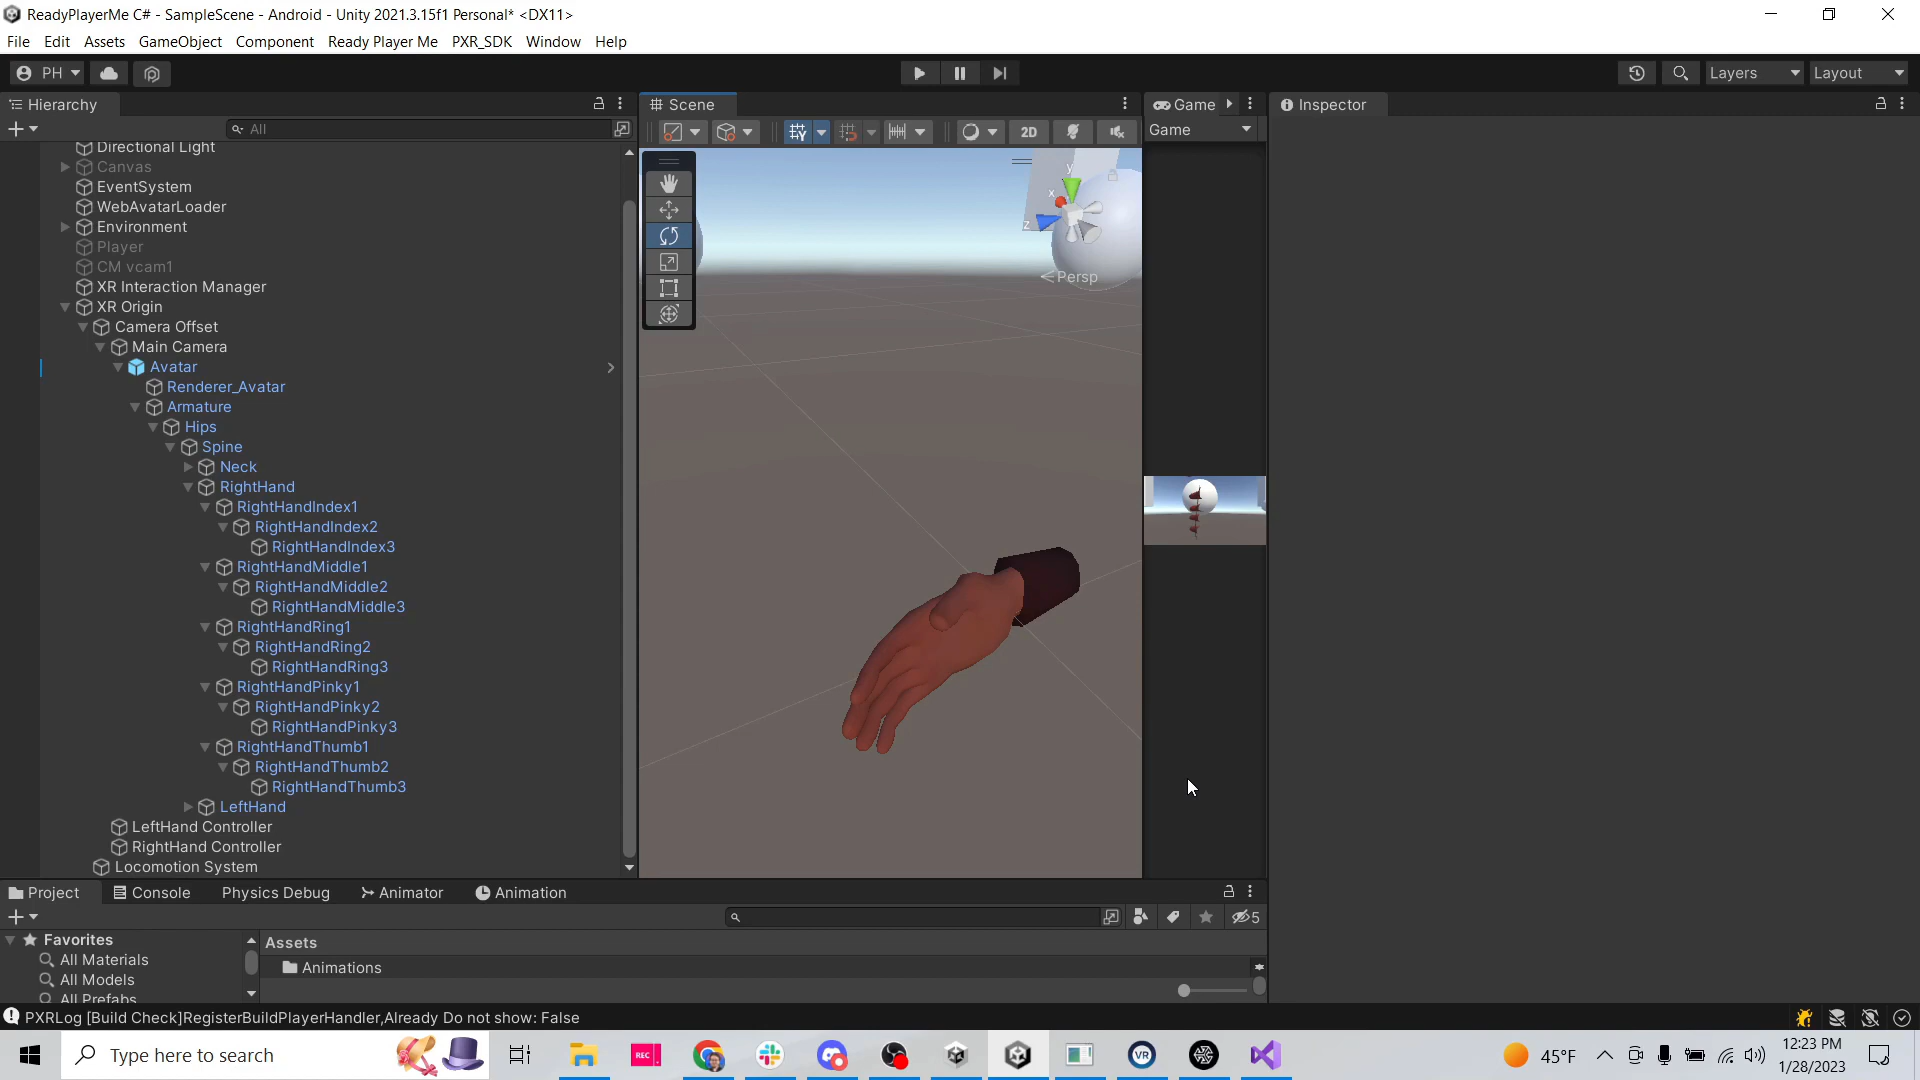 ReadyPlayerMe C# - SampleScene - Android - Unity 2021.3.15f1 Personal* <DX11>
File Edit Assets GameObject Component Ready Player Me PXR_SDK Window Help
PH Layers Layout
Hierarchy Scene Game Inspector
All 2D Game
Directional Light
Canvas
EventSystem
WebAvatarLoader
Environment
Player
CM vcam1
XR Interaction Manager
XR Origin
Camera Offset
Main Camera
Avatar
Renderer_Avatar
Armature
Hips
Spine
Neck
RightHand
RightHandIndex1
RightHandIndex2
RightHandIndex3
RightHandMiddle1
RightHandMiddle2
RightHandMiddle3
RightHandRing1
RightHandRing2
RightHandRing3
RightHandPinky1
RightHandPinky2
RightHandPinky3
RightHandThumb1
RightHandThumb2
RightHandThumb3
LeftHand
LeftHand Controller
RightHand Controller
Locomotion System
y
x
z
Persp
Project Console Physics Debug Animator Animation
5
Favorites
All Materials
All Models
All Prefabs
Assets
Animations
PXRLog [Build Check]RegisterBuildPlayerHandler,Already Do not show: False
Type here to search
REC
VR
45°F
12:23 PM
1/28/2023